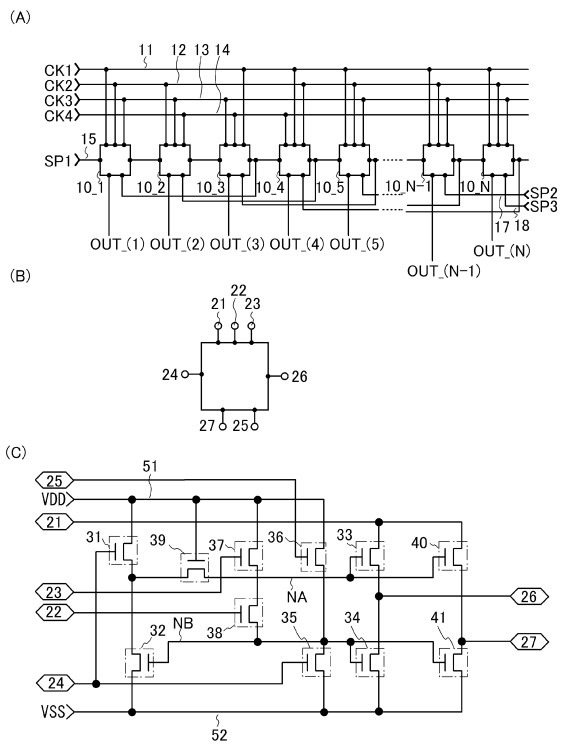 (A)
11 12 13 14
CK1
CK2
CK3
CK4
15
SP1
10_1 10_2 10_3 10_4 10_5 10_N-1 10_N
SP2
SP3
17 18
OUT_(1) OUT_(2) OUT_(3) OUT_(4) OUT_(5) OUT_(N-1) OUT_(N)
(B)
21 22 23
24 26
27 25
(C)
25 51
VDD
21
31 39 37 36 33 40
23 NA 26
22
32 NB 38 35 34 41
27
24
VSS
52